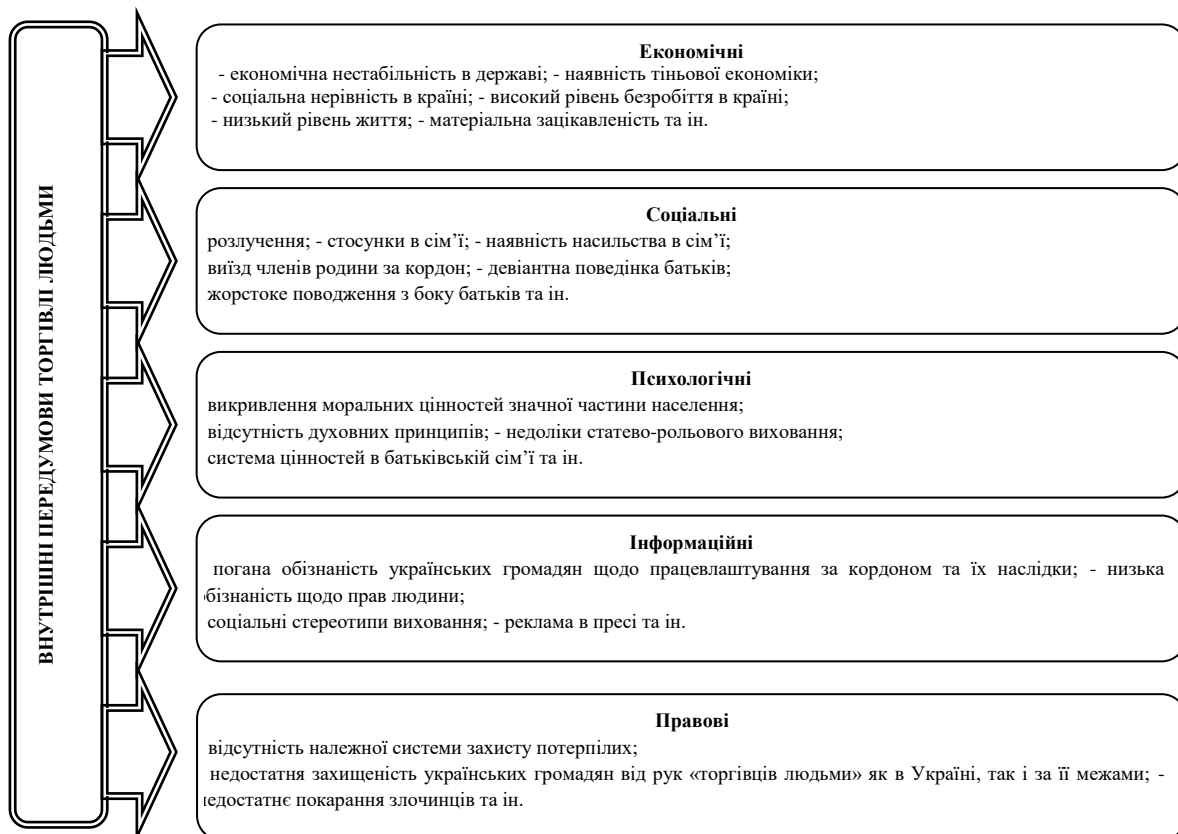 ВНУТРІШНІ ПЕРЕДУМОВИ ТОРГІВЛІ ЛЮДЬМИ
Економічні
- економічна нестабільність в державі; - наявність тіньової економіки;
- соціальна нерівність в країні; - високий рівень безробіття в країні;
- низький рівень життя; - матеріальна зацікавленість та ін.
Соціальні
розлучення; - стосунки в сім’ї; - наявність насильства в сім’ї;
виїзд членів родини за кордон; - девіантна поведінка батьків;
жорстоке поводження з боку батьків та ін.
Психологічні
викривлення моральних цінностей значної частини населення;
відсутність духовних принципів; - недоліки статево-рольового виховання;
система цінностей в батьківській сім’ї та ін.
Інформаційні
погана обізнаність українських громадян щодо працевлаштування за кордоном та їх наслідки; - низька
обізнаність щодо прав людини;
соціальні стереотипи виховання; - реклама в пресі та ін.
Правові
відсутність належної системи захисту потерпілих;
недостатня захищеність українських громадян від рук «торгівців людьми» як в Україні, так і за її межами; -
недостатнє покарання злочинців та ін.